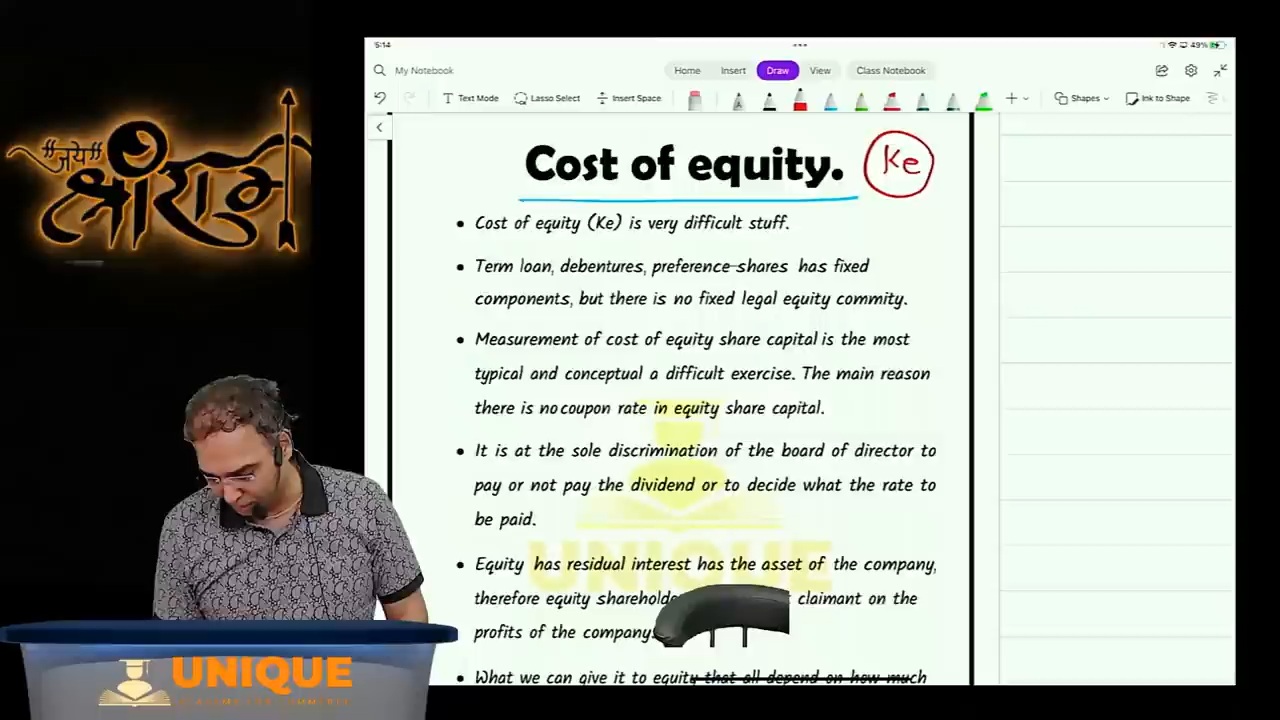 5:14
49%
My Notebook
Home Insert Draw View Class Notebook
Text Mode Lasso Select Insert Space Shapes Ink to Shape
"जय"
श्रीराम
Cost of equity. Ke
• Cost of equity (Ke) is very difficult stuff.
• Term loan, debentures, preference shares has fixed
components, but there is no fixed legal equity commity.
• Measurement of cost of equity share capital is the most
typical and conceptual a difficult exercise. The main reason
there is no coupon rate in equity share capital.
• It is at the sole discrimination of the board of director to
pay or not pay the dividend or to decide what the rate to
be paid.
• Equity has residual interest has the asset of the company,
therefore equity claimant on the
profits of the company.
• What we can give it to equity that all depend on how much
UNIQUE
UNIQUE